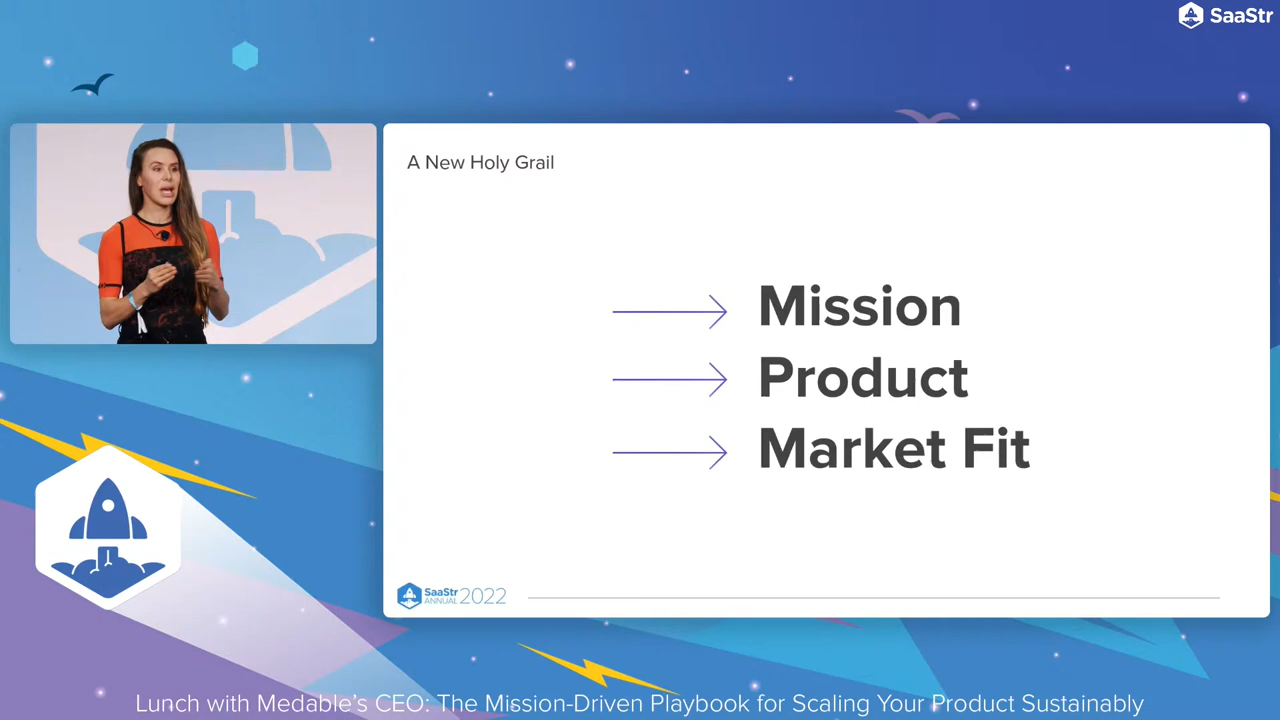 SaaStr
A New Holy Grail
Mission
Product
Market Fit
SaaStr
ANNUAL 2022
Lunch with Medable’s CEO: The Mission-Driven Playbook for Scaling Your Product Sustainably